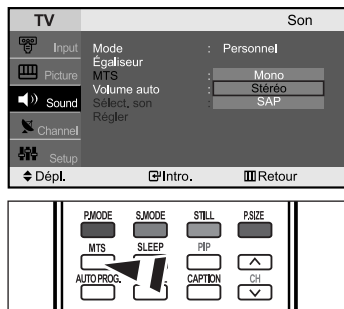 TV Son
Input Mode : Personnel
Égaliseur
Picture MTS : Mono
Volume auto : Stéréo
Sound Sélect. son : SAP
Régler
Channel
Setup
Dépl. Intro. Retour
P.MODE S.MODE STILL P.SIZE
MTS SLEEP PIP
AUTO PROG. CAPTION CH